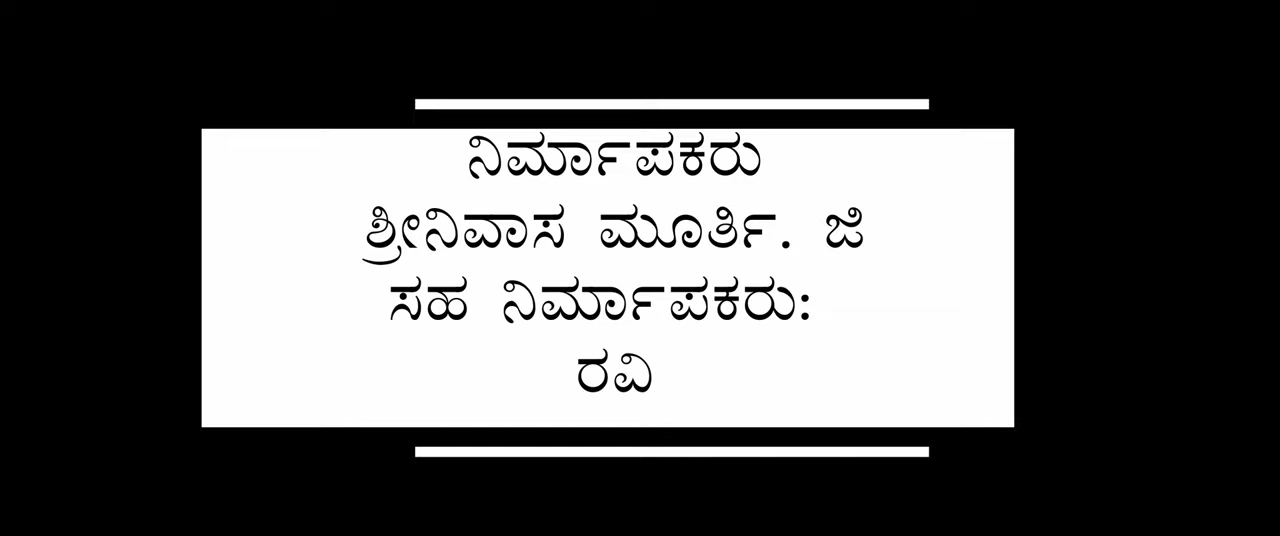 ನಿರ್ಮಾಪಕರು
ಶ್ರೀನಿವಾಸ ಮೂರ್ತಿ. ಜಿ
ಸಹ ನಿರ್ಮಾಪಕರು:
ರವಿ